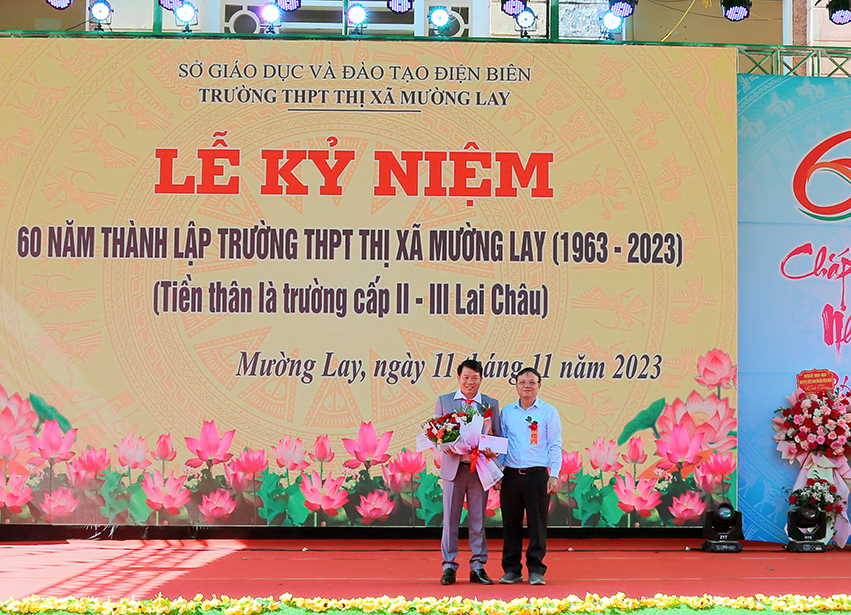 SỞ GIÁO DỤC VÀ ĐÀO TẠO ĐIỆN BIÊN
TRƯỜNG THPT THỊ XÃ MƯỜNG LAY
LỄ KỶ NIỆM
60 NĂM THÀNH LẬP TRƯỜNG THPT THỊ XÃ MƯỜNG LAY (1963 - 2023)
(Tiền thân là trường cấp II - III Lai Châu)
Mường Lay, ngày 11 tháng 11 năm 2023
6
Chắp